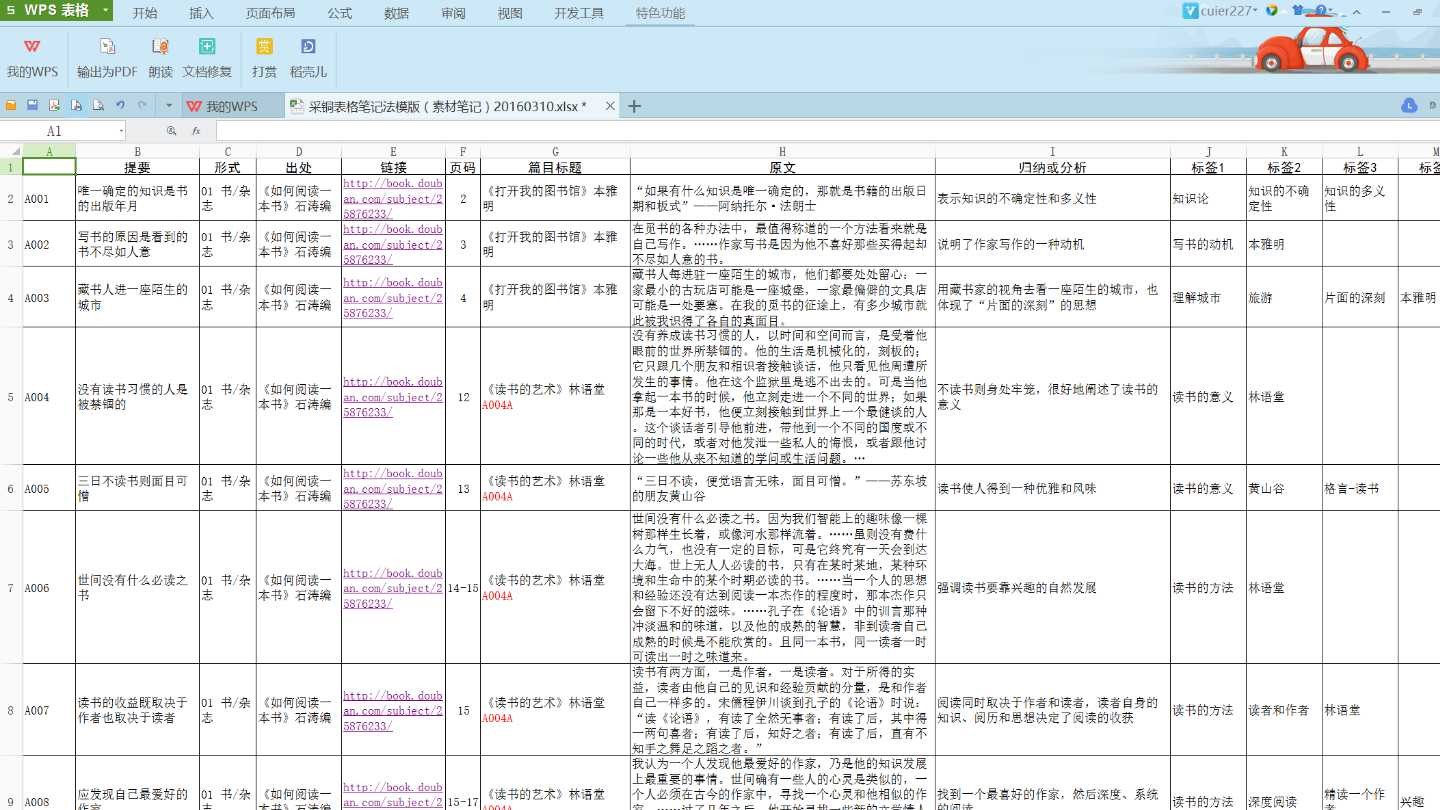 S WPS 表格 开始 插入 页面布局 公式 数据 审阅 视图 开发工具 特色功能 cuier227
我的WPS 输出为PDF 朗读 文档修复 打赏 稻壳儿
我的WPS 采铜表格笔记法模版（素材笔记）20160310.xlsx *
A1 fx
A B C D E F G H I J K L M
1 提要 形式 出处 链接 页码 篇目标题 原文 归纳或分析 标签1 标签2 标签3
2 A001
唯一确定的知识是书
的出版年月
01 书/杂
志
《如何阅读一
本书》石涛编
http://book.doub
an.com/subject/2
5876233/
2
《打开我的图书馆》本雅
明
“如果有什么知识是唯一确定的，那就是书籍的出版日
期和板式”——阿纳托尔·法朗士
表示知识的不确定性和多义性
知识论
知识的不确
定性
知识的多义
性
3 A002
写书的原因是看到的
书不尽如人意
01 书/杂
志
《如何阅读一
本书》石涛编
http://book.doub
an.com/subject/2
5876233/
3
《打开我的图书馆》本雅
明
在觅书的各种办法中，最值得称道的一个方法看来就是
自己写作。……作家写书是因为他不喜好那些买得起却
不尽如人意的书。
说明了作家写作的一种动机
写书的动机
本雅明
4 A003
藏书人进一座陌生的
城市
01 书/杂
志
《如何阅读一
本书》石涛编
http://book.doub
an.com/subject/2
5876233/
4
《打开我的图书馆》本雅
明
藏书人每进驻一座陌生的城市，他们都要处处留心：一
家最小的古玩店可能是一座城堡，一家最偏僻的文具店
可能是一处要塞。在我的觅书的征途上，有多少城市就
此被我识得了各自的真面目。
用藏书家的视角去看一座陌生的城市，也
体现了“片面的深刻”的思想
理解城市
旅游
片面的深刻
本雅明
5 A004
没有读书习惯的人是
被禁锢的
01 书/杂
志
《如何阅读一
本书》石涛编
http://book.doub
an.com/subject/2
5876233/
12
《读书的艺术》林语堂
A004A
没有养成读书习惯的人，以时间和空间而言，是受着他
眼前的世界所禁锢的。他的生活是机械化的，刻板的；
它只跟几个朋友和相识者接触谈话，他只看见他周遭所
发生的事情。他在这个监狱里是逃不出去的。可是当他
拿起一本书的时候，他立刻走进一个不同的世界；如果
那是一本好书，他便立刻接触到世界上一个最健谈的人
。这个谈话者引导他前进，带他到一个不同的国度或不
同的时代，或者对他发泄一些私人的悔恨，或者跟他讨
论一些他从来不知道的学问或生活问题。…
不读书则身处牢笼，很好地阐述了读书的
意义
读书的意义
林语堂
6 A005
三日不读书则面目可
憎
01 书/杂
志
《如何阅读一
本书》石涛编
http://book.doub
an.com/subject/2
5876233/
13
《读书的艺术》林语堂
A004A
“三日不读，便觉语言无味，面目可憎。”——苏东坡
的朋友黄山谷
读书使人得到一种优雅和风味
读书的意义
黄山谷
格言-读书
7 A006
世间没有什么必读之
书
01 书/杂
志
《如何阅读一
本书》石涛编
http://book.doub
an.com/subject/2
5876233/
14-15
《读书的艺术》林语堂
A004A
世间没有什么必读之书。因为我们智能上的趣味像一棵
树那样生长着，或像河水那样流着。……虽则没有费什
么力气，也没有一定的目标，可是它终究有一天会到达
大海。世上无人人必读的书，只有在某时某地，某种环
境和生命中的某个时期必读的书。……当一个人的思想
和经验还没有达到阅读一本杰作的程度时，那本杰作只
会留下不好的滋味。……孔子在《论语》中的训言那种
冲淡温和的味道，以及他的成熟的智慧，非到读者自己
成熟的时候是不能欣赏的。且同一本书，同一读者一时
可读出一时之味道来。
强调读书要靠兴趣的自然发展
读书的方法
林语堂
8 A007
读书的收益既取决于
作者也取决于读者
01 书/杂
志
《如何阅读一
本书》石涛编
http://book.doub
an.com/subject/2
5876233/
15
《读书的艺术》林语堂
A004A
读书有两方面，一是作者，一是读者。对于所得的实
益，读者由他自己的见识和经验贡献的分量，是和作者
自己一样多的。宋儒程伊川谈到孔子的《论语》时说：
“读《论语》，有读了全然无事者；有读了后，其中得
一两句喜者；有读了后，知好之者；有读了后，直有不
知手之舞足之蹈之者。”
阅读同时取决于作者和读者，读者自身的
知识、阅历和思想决定了阅读的收获
读书的方法
读者和作者
林语堂
9 A008
应发现自己最爱好的
作家
01 书/杂
志
《如何阅读一
本书》石涛编
http://book.doub
an.com/subject/2
15-17
《读书的艺术》林语堂
A004A
我认为一个人发现他最爱好的作家，乃是他的知识发展
上最重要的事情。世间确有一些人的心灵是类似的，一
个人必须在古今的作家中，寻找一个心灵和他相似的作
找到一个最喜好的作家，然后深度、系统
的阅读
读书的方法
深度阅读
精读一个作
者
兴趣